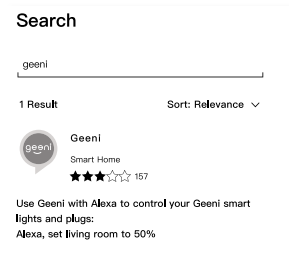 Search
geeni
1 Result Sort: Relevance
geeni
Geeni
Smart Home
157
Use Geeni with Alexa to control your Geeni smart
lights and plugs:
Alexa, set living room to 50%